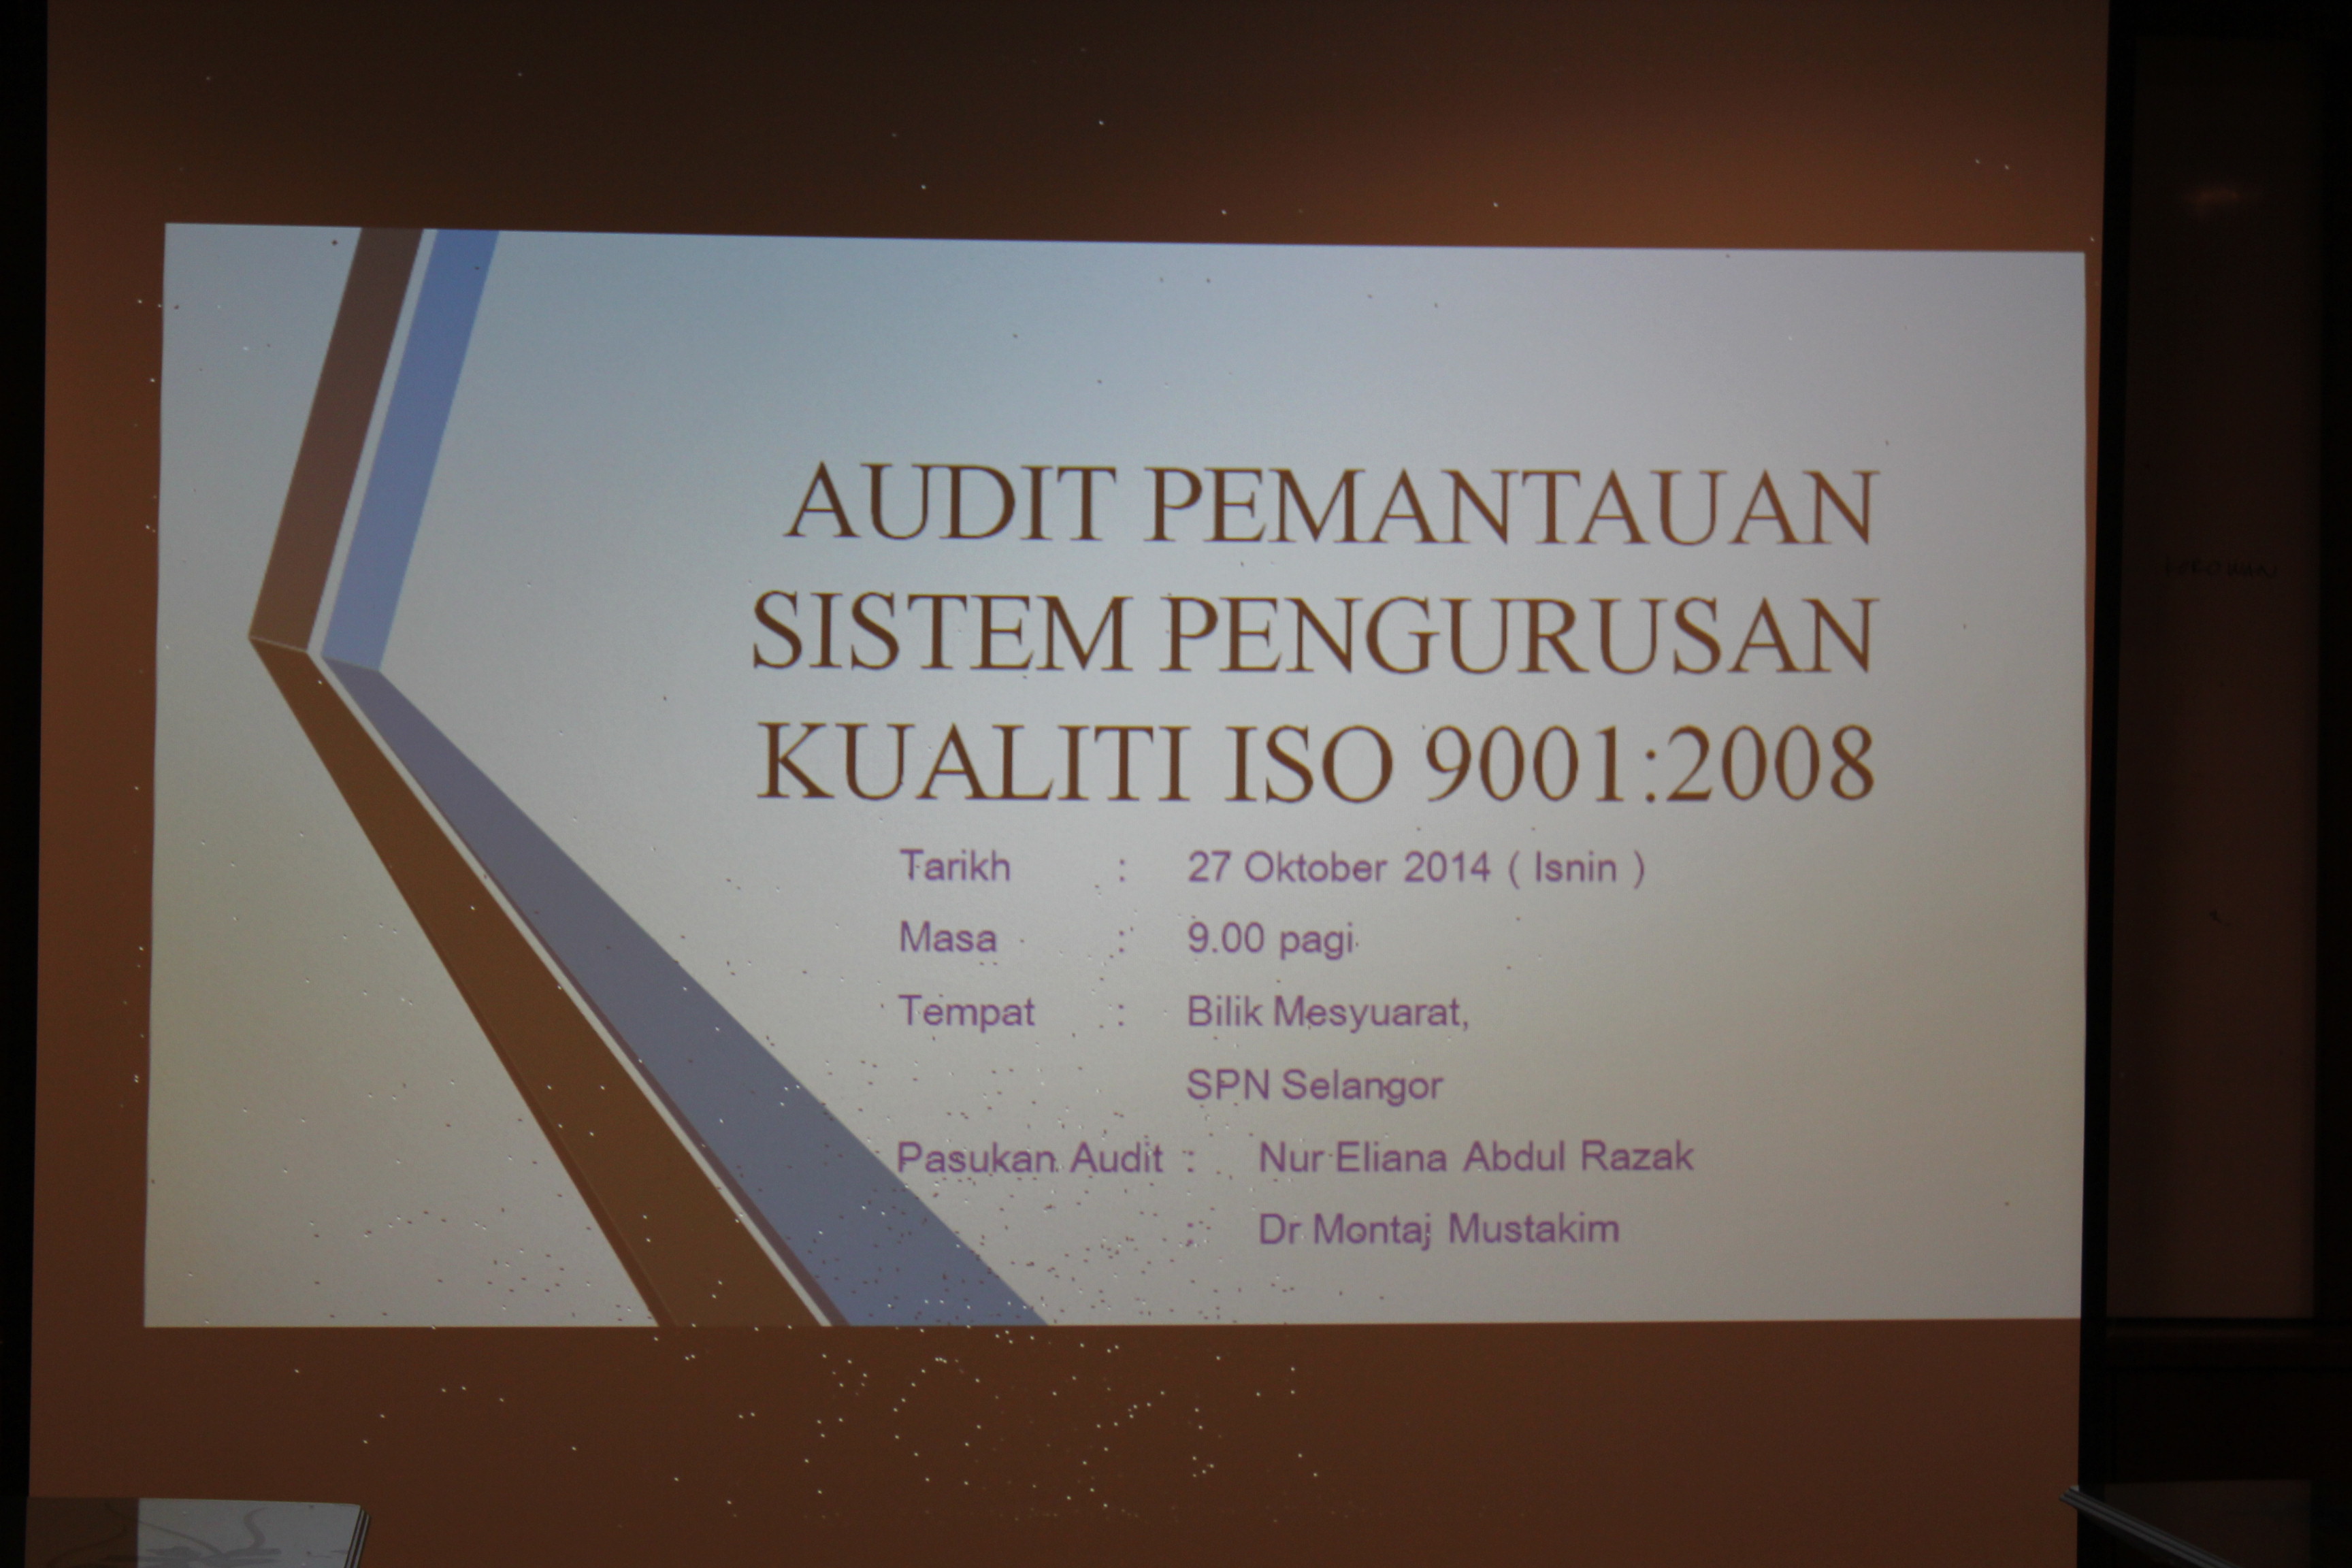 AUDIT PEMANTAUAN
SISTEM PENGURUSAN
KUALITI ISO 9001:2008
Tarikh : 27 Oktober 2014 ( Isnin )
Masa : 9.00 pagi
Tempat : Bilik Mesyuarat,
SPN Selangor
Pasukan Audit : Nur Eliana Abdul Razak
: Dr Montaj Mustakim